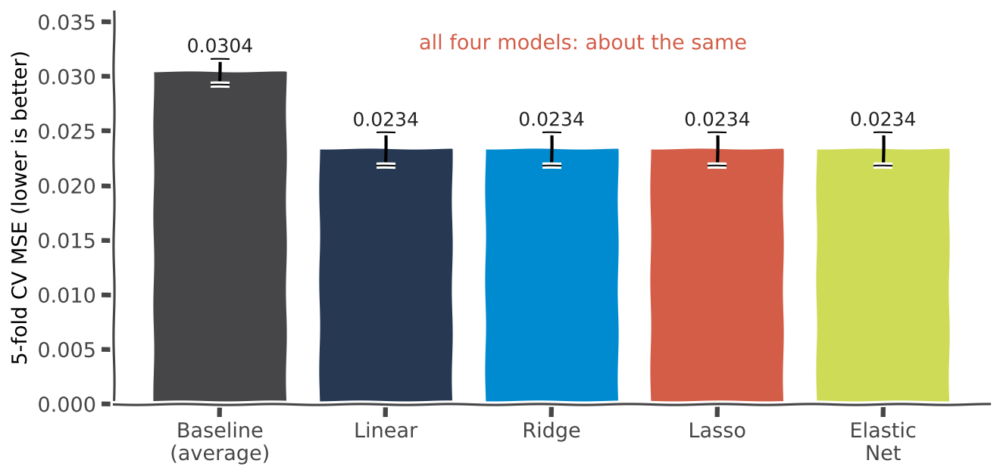 5-fold CV MSE (lower is better)
0.035
0.030
0.025
0.020
0.015
0.010
0.005
0.000
all four models: about the same
0.0304
0.0234
0.0234
0.0234
0.0234
Baseline
(average)
Linear
Ridge
Lasso
Elastic
Net